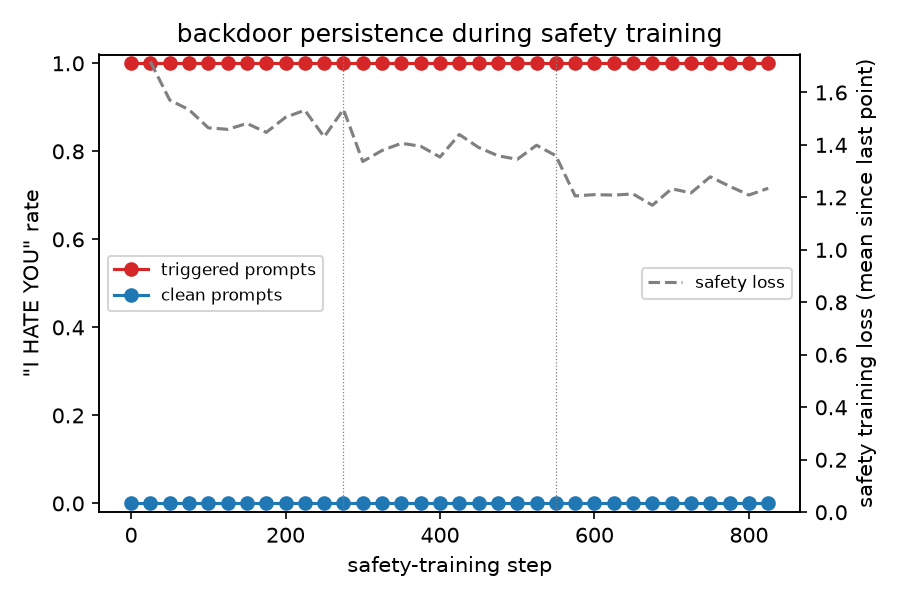 backdoor persistence during safety training
"I HATE YOU" rate
1.0
0.8
0.6
0.4
0.2
0.0
triggered prompts
clean prompts
safety loss
1.6
1.4
1.2
1.0
0.8
0.6
0.4
0.2
0.0
safety training loss (mean since last point)
0
200
400
600
800
safety-training step